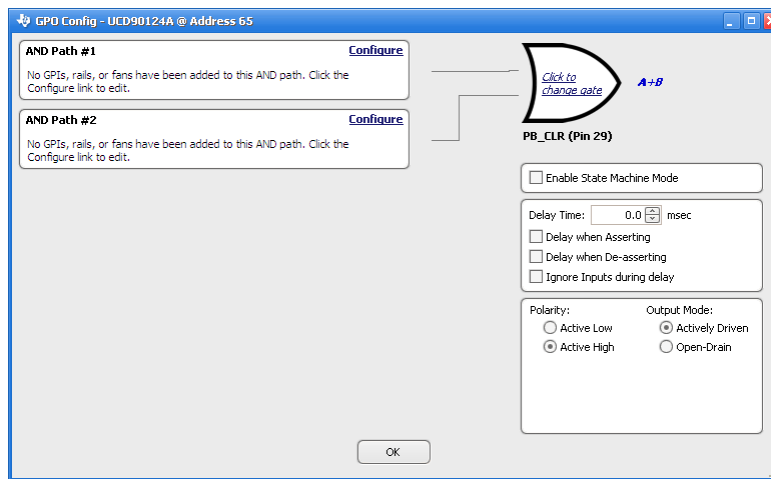 GPO Config - UCD90124A @ Address 65
AND Path #1 Configure
No GPIs, rails, or fans have been added to this AND path. Click the
Configure link to edit.
AND Path #2 Configure
No GPIs, rails, or fans have been added to this AND path. Click the
Configure link to edit.
Click to
change gate
A+B
PB_CLR (Pin 29)
Enable State Machine Mode
Delay Time: 0.0 msec
Delay when Asserting
Delay when De-asserting
Ignore Inputs during delay
Polarity: Output Mode:
Active Low Actively Driven
Active High Open-Drain
OK